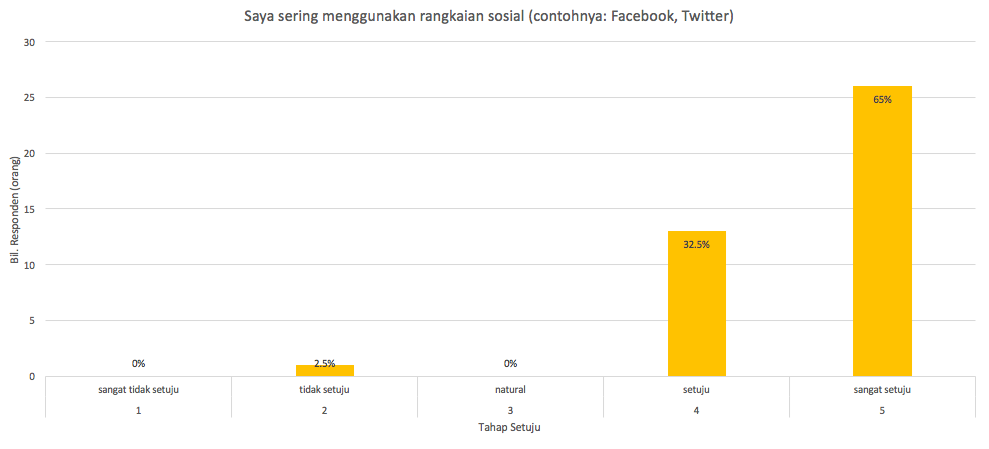 Saya sering menggunakan rangkaian sosial (contohnya: Facebook, Twitter)
30
25
20
15
10
5
0
Bil. Responden (orang)
0%
2.5%
0%
32.5%
65%
sangat tidak setuju
tidak setuju
natural
setuju
sangat setuju
1
2
3
4
5
Tahap Setuju